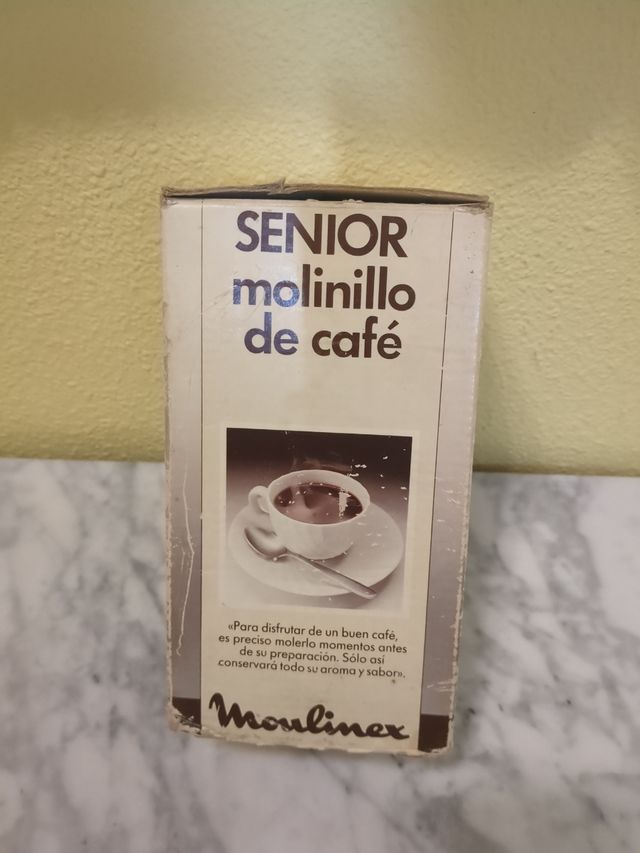 SENIOR
molinillo
de café
«Para disfrutar de un buen café,
es preciso molerlo momentos antes
de su preparación. Sólo así
conservará todo su aroma y sabor».
Moulinex